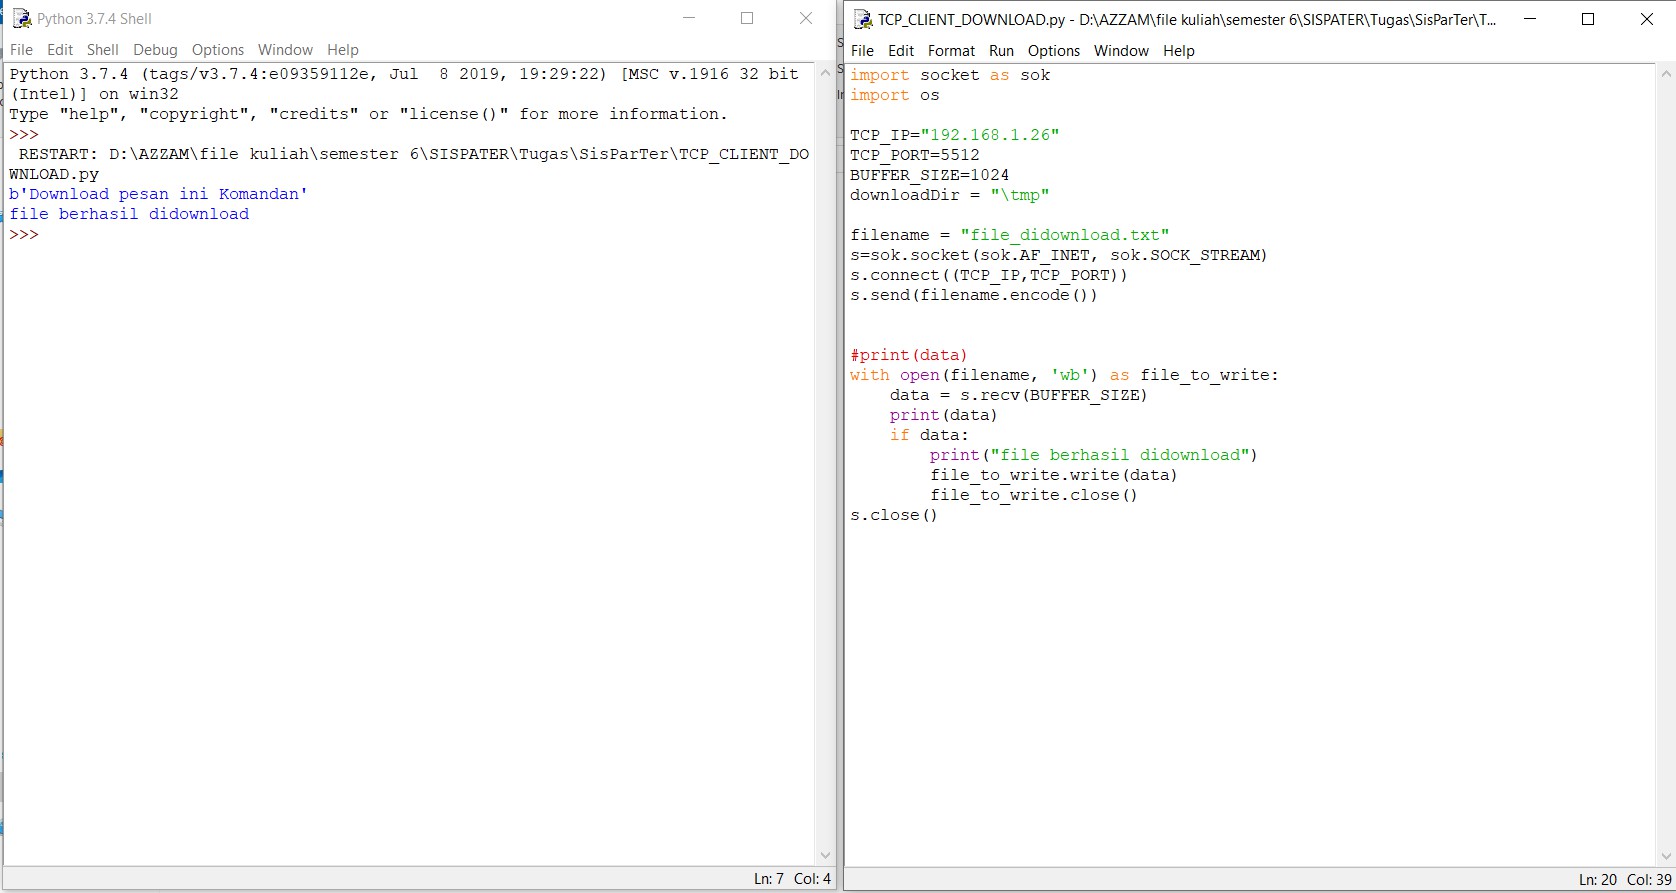 Python 3.7.4 Shell
File Edit Shell Debug Options Window Help
Python 3.7.4 (tags/v3.7.4:e09359112e, Jul  8 2019, 19:29:22) [MSC v.1916 32 bit
(Intel)] on win32
Type "help", "copyright", "credits" or "license()" for more information.
>>>
 RESTART: D:\AZZAM\file kuliah\semester 6\SISPATER\Tugas\SisParTer\TCP_CLIENT_DO
WNLOAD.py
b'Download pesan ini Komandan'
file berhasil didownload
>>>
Ln: 7 Col: 4
TCP_CLIENT_DOWNLOAD.py - D:\AZZAM\file kuliah\semester 6\SISPATER\Tugas\SisParTer\T...
File Edit Format Run Options Window Help
import socket as sok
import os
TCP_IP="192.168.1.26"
TCP_PORT=5512
BUFFER_SIZE=1024
downloadDir = "\tmp"
filename = "file_didownload.txt"
s=sok.socket(sok.AF_INET, sok.SOCK_STREAM)
s.connect((TCP_IP,TCP_PORT))
s.send(filename.encode())
#print(data)
with open(filename, 'wb') as file_to_write:
    data = s.recv(BUFFER_SIZE)
    print(data)
    if data:
        print("file berhasil didownload")
        file_to_write.write(data)
        file_to_write.close()
s.close()
Ln: 20 Col: 39